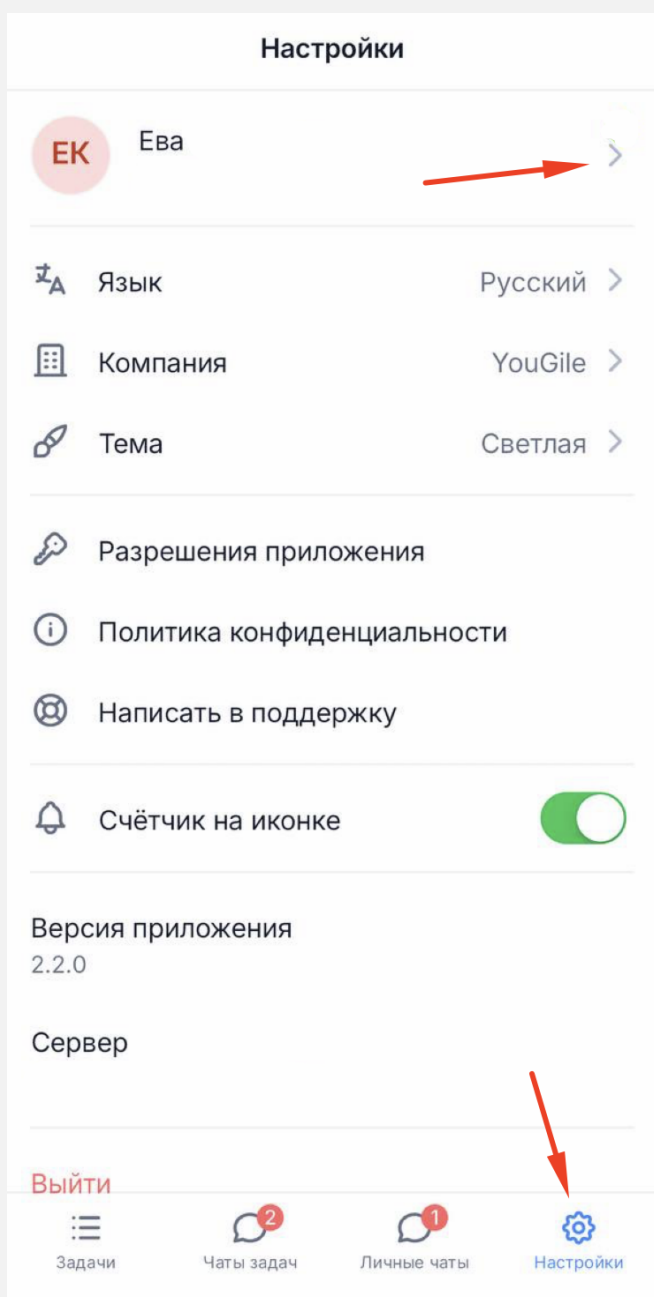 Настройки
ЕК
Ева
Язык
Русский
Компания
YouGile
Тема
Светлая
Разрешения приложения
Политика конфиденциальности
Написать в поддержку
Счётчик на иконке
Версия приложения
2.2.0
Сервер
Выйти
2
1
Задачи
Чаты задач
Личные чаты
Настройки